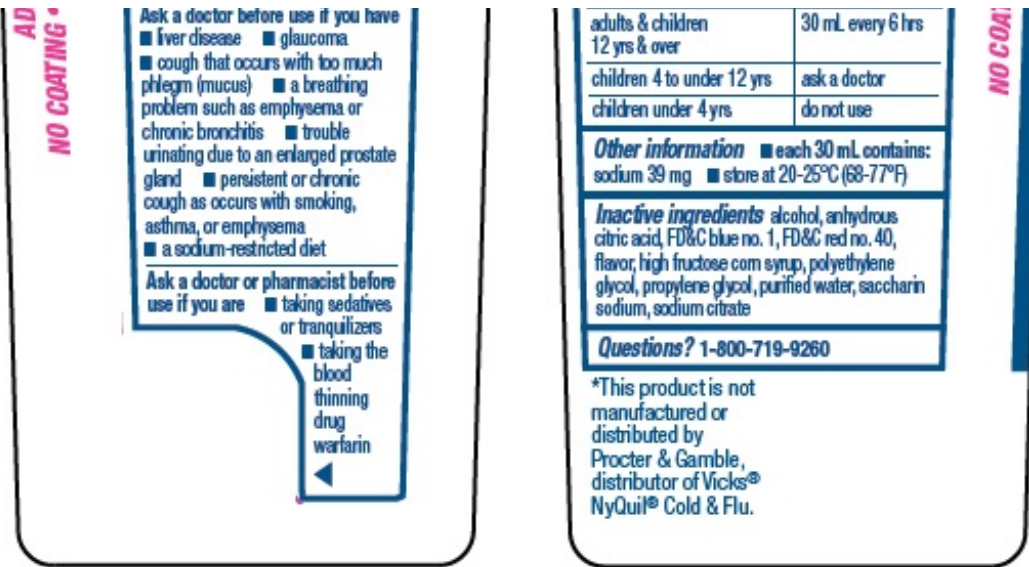 AD
NO COATING •
Ask a doctor before use if you have
■ liver disease ■ glaucoma
■ cough that occurs with too much
phlegm (mucus) ■ a breathing
problem such as emphysema or
chronic bronchitis ■ trouble
urinating due to an enlarged prostate
gland ■ persistent or chronic
cough as occurs with smoking,
asthma, or emphysema
■ a sodium-restricted diet
Ask a doctor or pharmacist before
use if you are ■ taking sedatives
or tranquilizers
■ taking the
blood
thinning
drug
warfarin
adults & children 30 mL every 6 hrs
12 yrs & over
children 4 to under 12 yrs ask a doctor
children under 4 yrs do not use
Other information ■ each 30 mL contains:
sodium 39 mg ■ store at 20-25°C (68-77°F)
Inactive ingredients alcohol, anhydrous
citric acid, FD&C blue no. 1, FD&C red no. 40,
flavor, high fructose corn syrup, polyethylene
glycol, propylene glycol, purified water, saccharin
sodium, sodium citrate
Questions? 1-800-719-9260
*This product is not
manufactured or
distributed by
Procter & Gamble,
distributor of Vicks®
NyQuil® Cold & Flu.
NO COAT